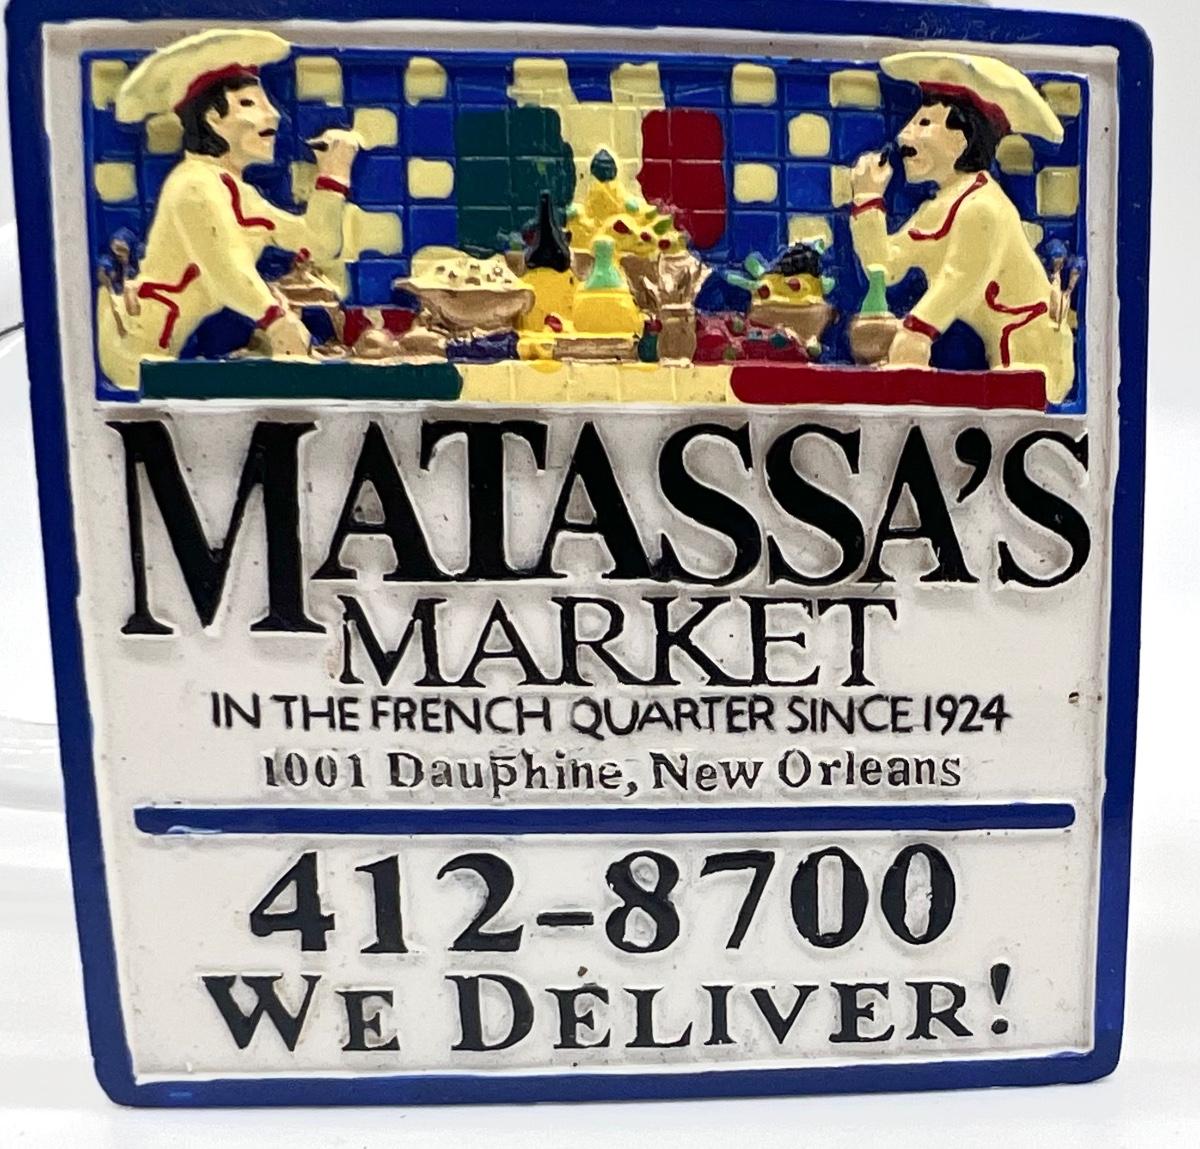 MATASSA'S
MARKET
IN THE FRENCH QUARTER SINCE 1924
1001 Dauphine, New Orleans
412-8700
WE DELIVER!